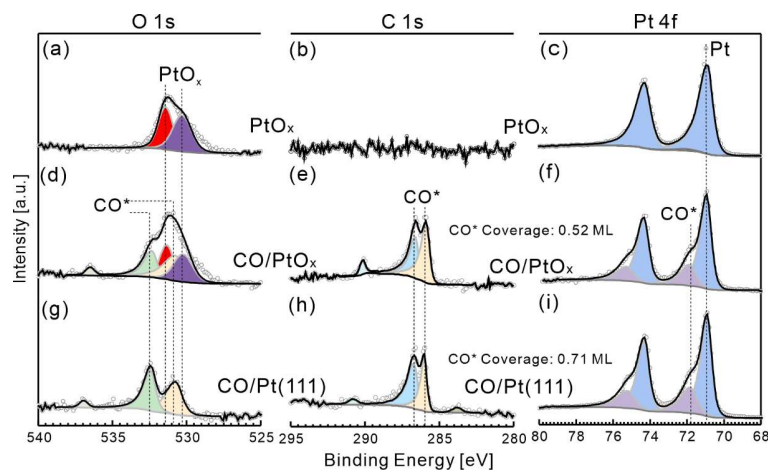 O 1s
C 1s
Pt 4f
(a)
(b)
(c)
PtOx
PtOx
PtOx
Pt
(d)
(e)
(f)
CO*
CO*
CO*
CO* Coverage: 0.52 ML
CO/PtOx
CO/PtOx
(g)
(h)
(i)
CO* Coverage: 0.71 ML
CO/Pt(111)
CO/Pt(111)
Intensity [a.u.]
540 535 530 525
295 290 285 280
80 78 76 74 72 70 68
Binding Energy [eV]